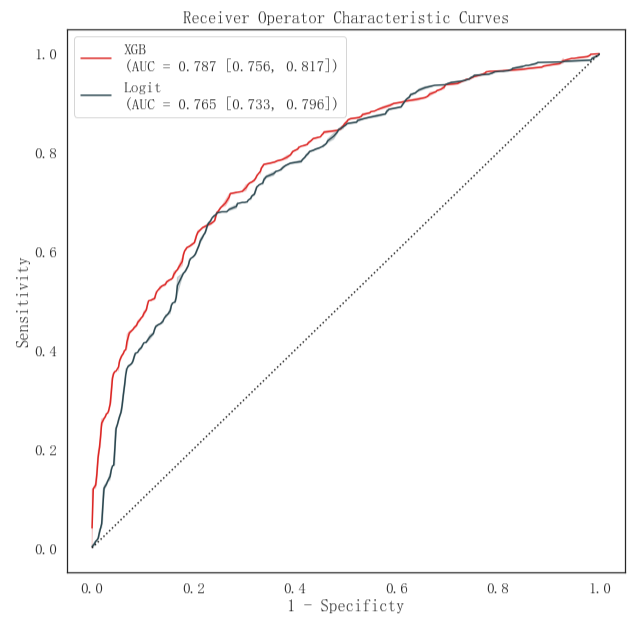 Receiver Operator Characteristic Curves
XGB
(AUC = 0.787 [0.756, 0.817])
Logit
(AUC = 0.765 [0.733, 0.796])
Sensitivity
1.0
0.8
0.6
0.4
0.2
0.0
0.0 0.2 0.4 0.6 0.8 1.0
1 - Specificty